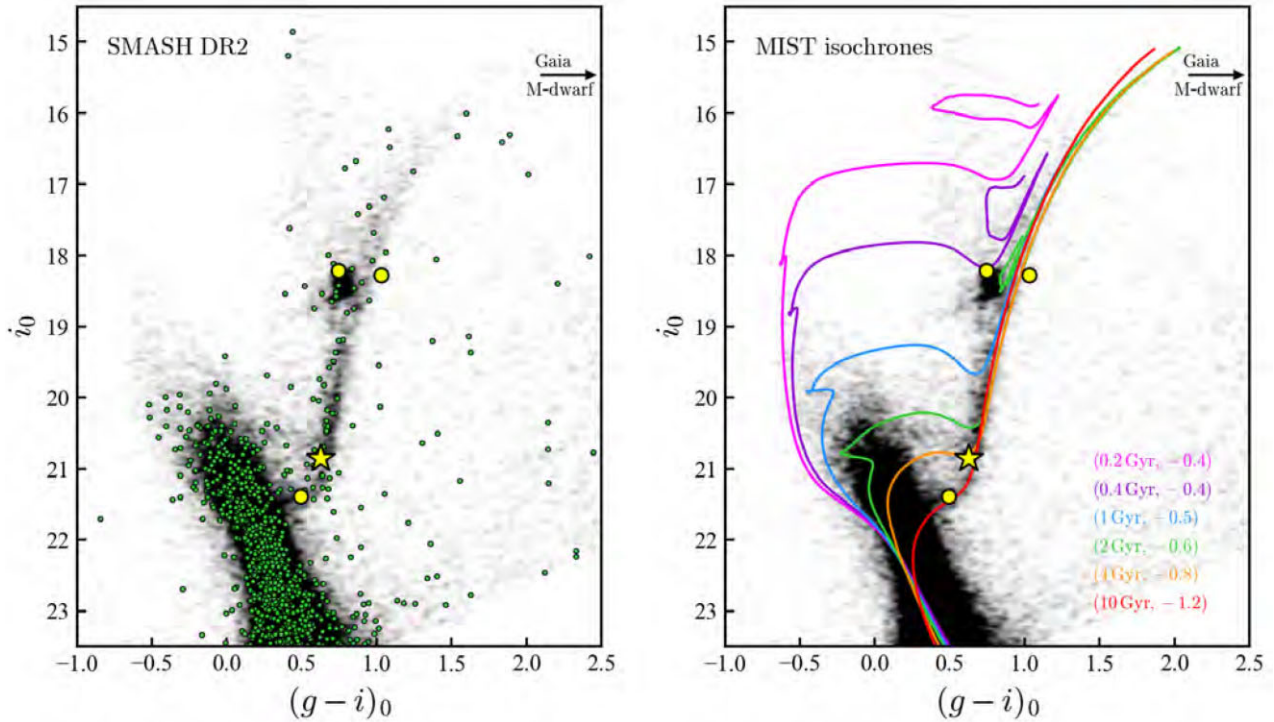 SMASH DR2
Gaia
M-dwarf
15
16
17
18
19
20
21
22
23
i₀
−1.0 −0.5 0.0 0.5 1.0 1.5 2.0 2.5
(g − i)₀
MIST isochrones
Gaia
M-dwarf
15
16
17
18
19
20
21
22
23
i₀
(0.2 Gyr, − 0.4)
(0.4 Gyr, − 0.4)
(1 Gyr, − 0.5)
(2 Gyr, − 0.6)
(4 Gyr, − 0.8)
(10 Gyr, − 1.2)
−1.0 −0.5 0.0 0.5 1.0 1.5 2.0 2.5
(g − i)₀